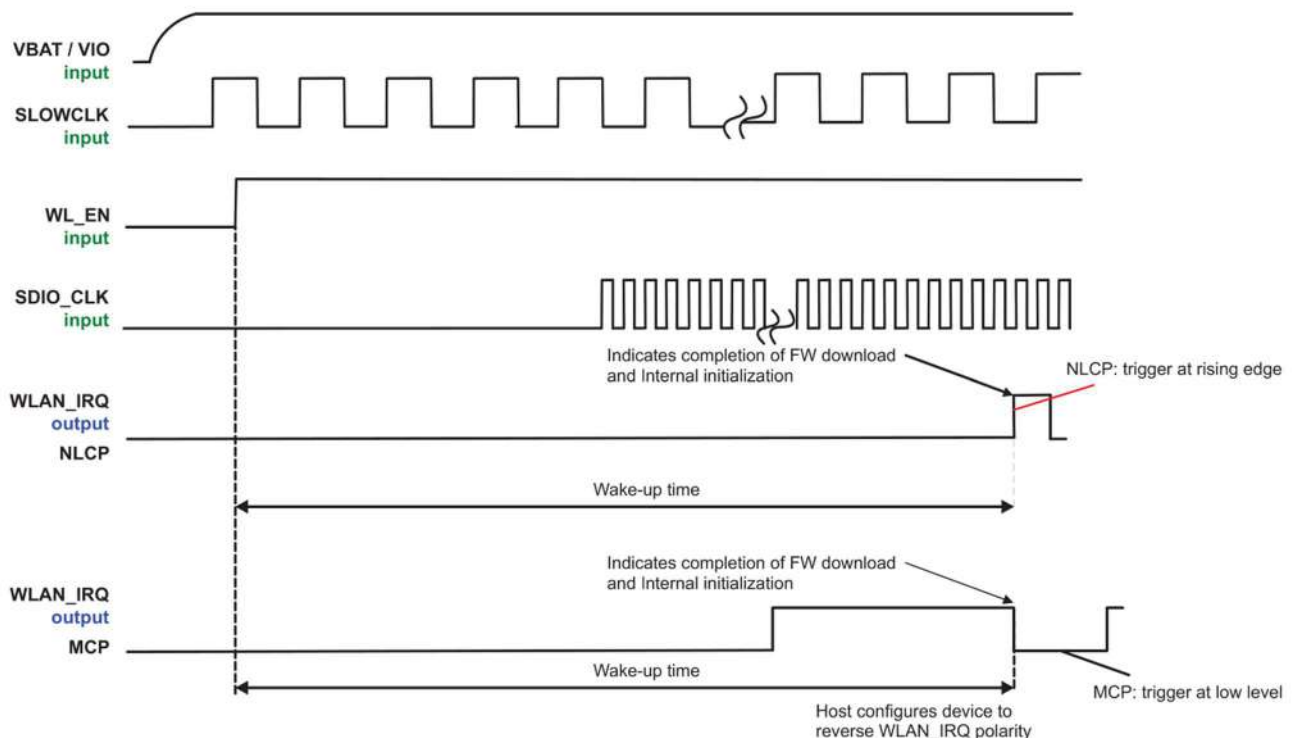 VBAT / VIO
input
SLOWCLK
input
WL_EN
input
SDIO_CLK
input
Indicates completion of FW download
and Internal initialization
NLCP: trigger at rising edge
WLAN_IRQ
output
NLCP
Wake-up time
Indicates completion of FW download
and Internal initialization
WLAN_IRQ
output
MCP
Wake-up time
MCP: trigger at low level
Host configures device to
reverse WLAN_IRQ polarity